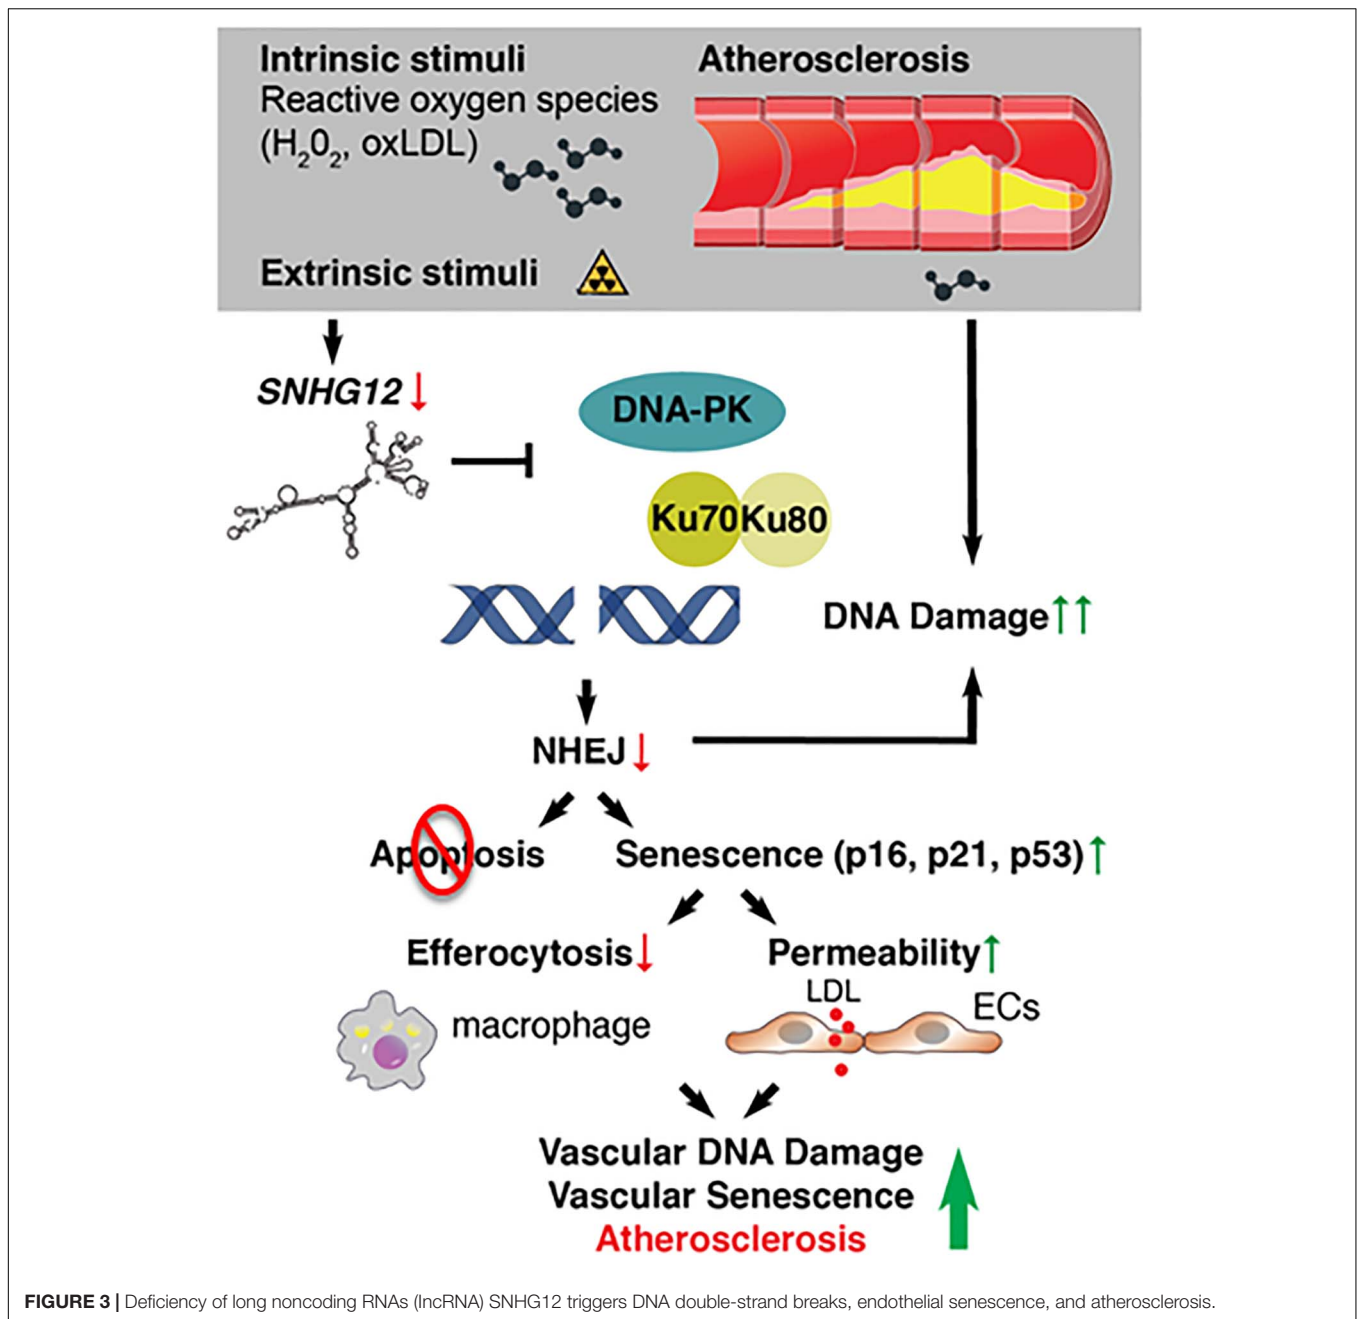 Intrinsic stimuli
Reactive oxygen species
(H₂0₂, oxLDL)
Extrinsic stimuli
Atherosclerosis
SNHG12↓
DNA-PK
Ku70 Ku80
DNA Damage↑↑
NHEJ↓
Apoptosis
Senescence (p16, p21, p53)↑
Efferocytosis↓
Permeability↑
macrophage
LDL
ECs
Vascular DNA Damage
Vascular Senescence
Atherosclerosis
FIGURE 3 | Deficiency of long noncoding RNAs (lncRNA) SNHG12 triggers DNA double-strand breaks, endothelial senescence, and atherosclerosis.